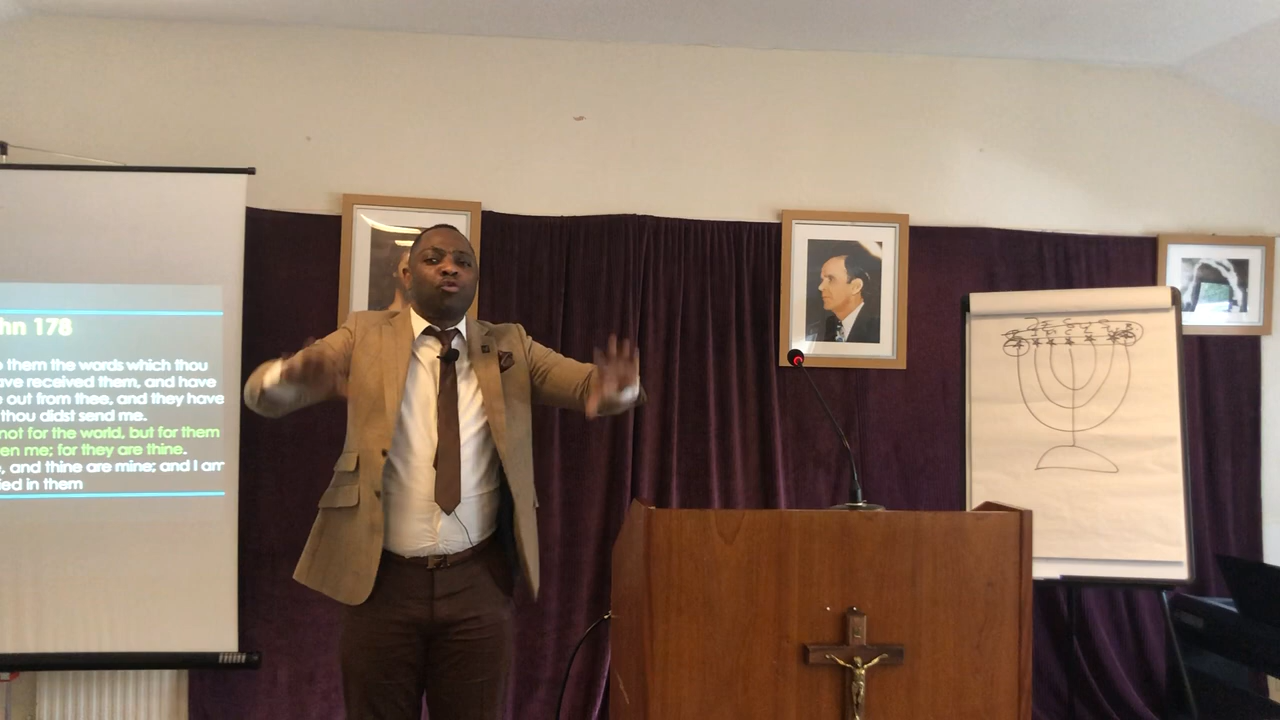 hn 178
o them the words which thou
ave received them, and have
e out from thee, and they have
thou didst send me.
not for the world, but for them
en me; for they are thine.
e, and thine are mine; and I am
ied in them